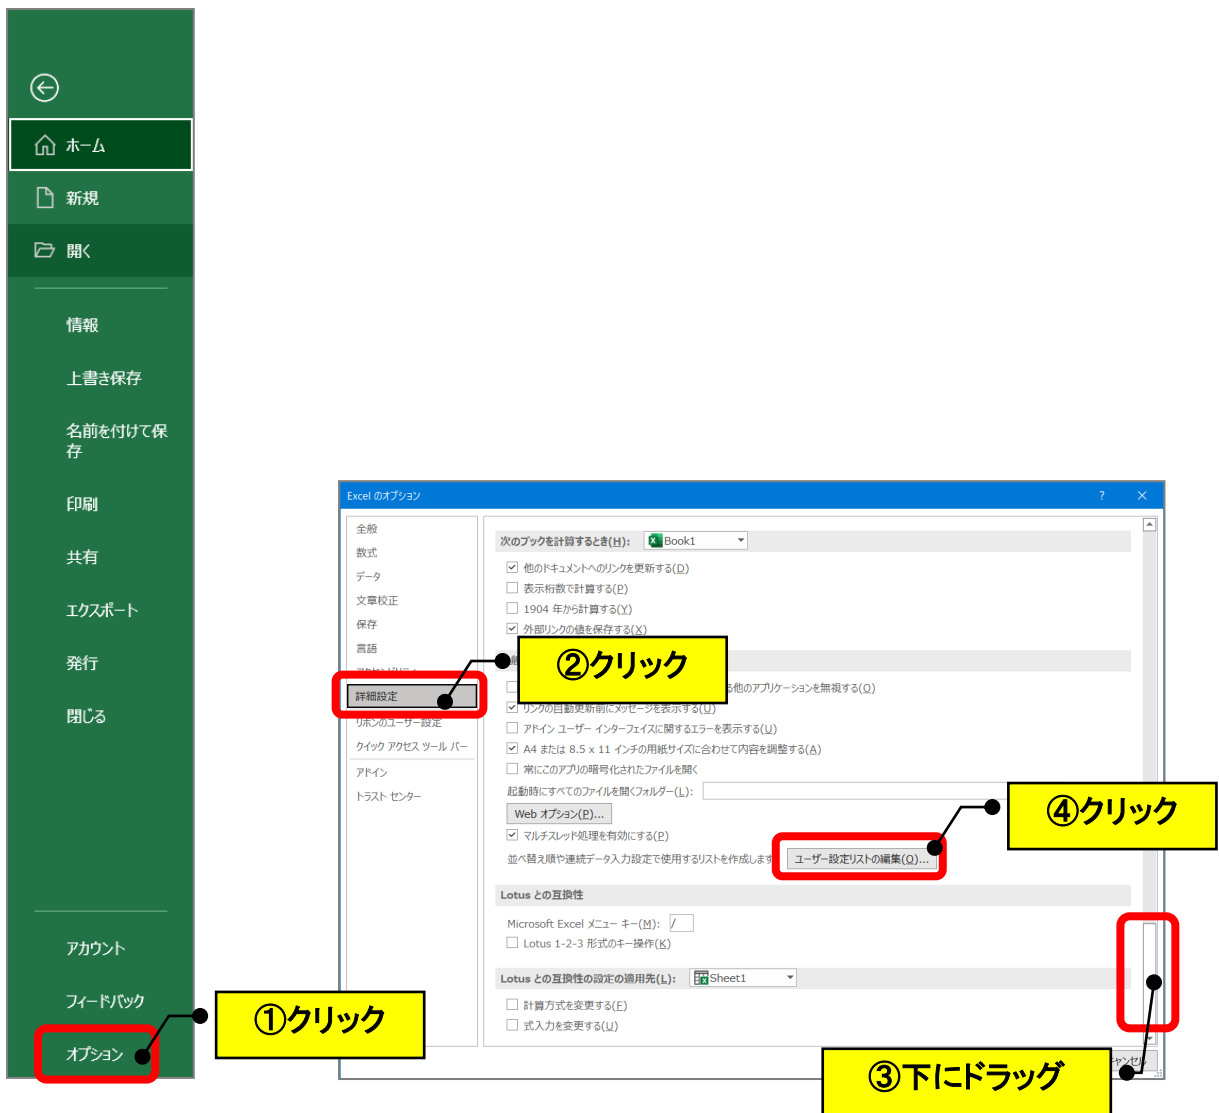 ホーム
新規
開く
情報
上書き保存
名前を付けて保
存
印刷
共有
エクスポート
発行
閉じる
アカウント
フィードバック
オプション
①クリック
Excel のオプション
? ×
全般
数式
データ
文章校正
保存
言語
詳細設定
リボンのユーザー設定
クイック アクセス ツール バー
アドイン
トラスト センター
②クリック
次のブックを計算するとき(H): Book1
他のドキュメントへのリンクを更新する(D)
表示桁数で計算する(P)
1904 年から計算する(Y)
外部リンクの値を保存する(X)
る他のアプリケーションを無視する(O)
リンクの自動更新前にメッセージを表示する(U)
アドイン ユーザー インターフェイスに関するエラーを表示する(U)
A4 または 8.5 x 11 インチの用紙サイズに合わせて内容を調整する(A)
常にこのアプリの暗号化されたファイルを開く
起動時にすべてのファイルを開くフォルダー(L):
Web オプション(P)...
マルチスレッド処理を有効にする(P)
並べ替え順や連続データ入力設定で使用するリストを作成します ユーザー設定リストの編集(O)...
④クリック
Lotus との互換性
Microsoft Excel メニュー キー(M): /
Lotus 1-2-3 形式のキー操作(K)
Lotus との互換性の設定の適用先(L): Sheet1
計算方式を変更する(F)
式入力を変更する(U)
③下にドラッグ
ャンセル